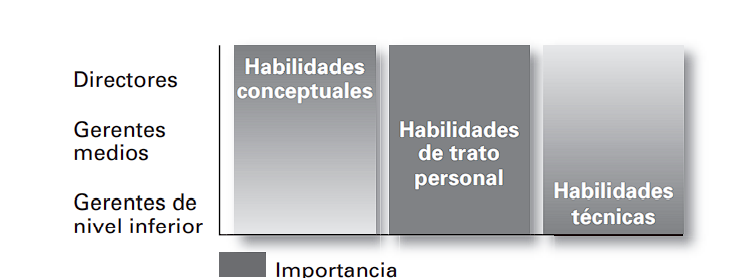 Directores
Gerentes
medios
Gerentes de
nivel inferior
Habilidades
conceptuales
Habilidades
de trato
personal
Habilidades
técnicas
Importancia